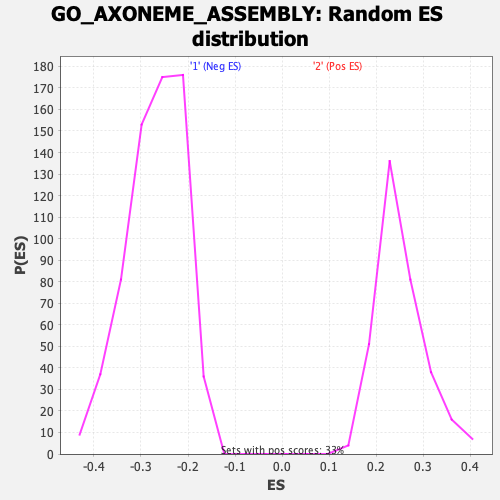 GO_AXONEME_ASSEMBLY: Random ES
distribution
'1' (Neg ES) '2' (Pos ES)
180
170
160
150
140
130
120
110
100
90
80
70
60
50
40
30
20
10
0
P(ES)
Sets with pos scores: 33%
-0.4 -0.3 -0.2 -0.1 0.0 0.1 0.2 0.3 0.4
ES